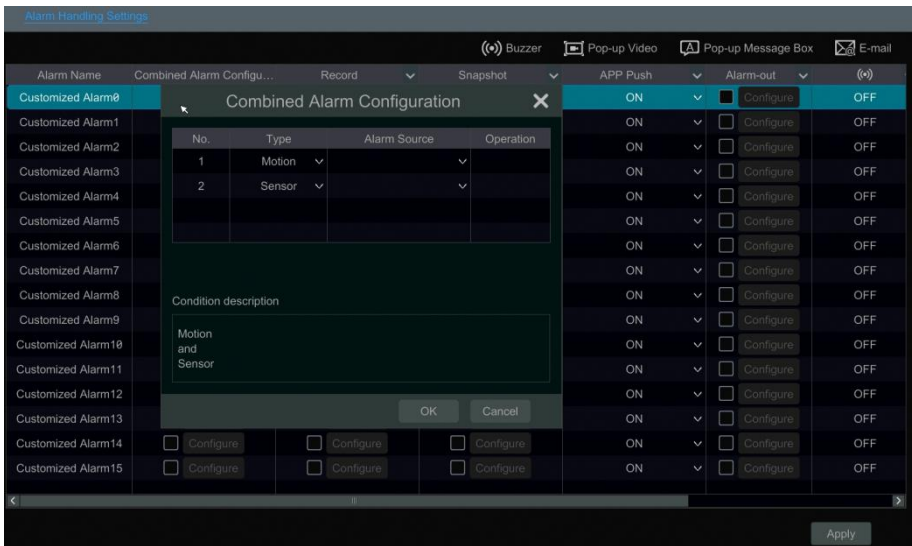 Alarm Handling Settings
Buzzer Pop-up Video Pop-up Message Box E-mail
Alarm Name Combined Alarm Configu... Record Snapshot APP Push Alarm-out
Customized Alarm0 ON Configure OFF
Combined Alarm Configuration
Customized Alarm1 ON Configure OFF
No. Type Alarm Source Operation
Customized Alarm2 ON Configure OFF
1 Motion
Customized Alarm3 ON Configure OFF
2 Sensor
Customized Alarm4 ON Configure OFF
Customized Alarm5 ON Configure OFF
Customized Alarm6 ON Configure OFF
Customized Alarm7 ON Configure OFF
Customized Alarm8 ON Configure OFF
Condition description
Customized Alarm9 ON Configure OFF
Motion
Customized Alarm10 ON Configure OFF
and
Sensor
Customized Alarm11 ON Configure OFF
Customized Alarm12 ON Configure OFF
Customized Alarm13 ON Configure OFF
OK Cancel
Customized Alarm14 Configure Configure Configure ON Configure OFF
Customized Alarm15 Configure Configure Configure ON Configure OFF
Apply